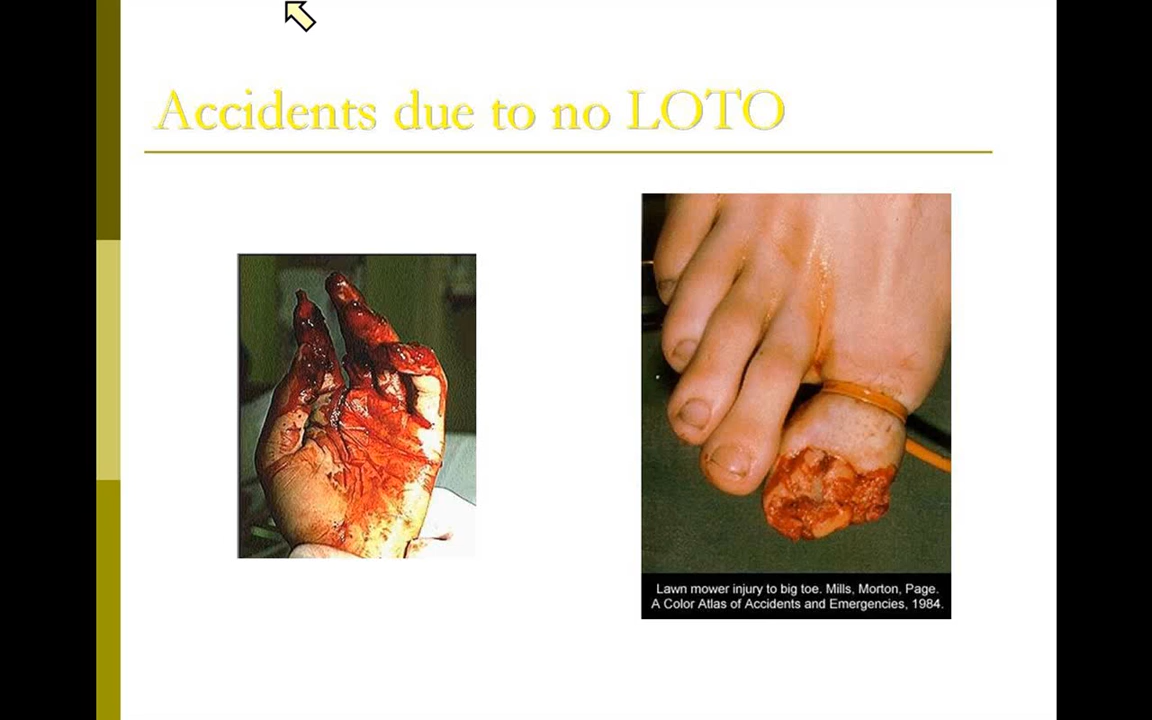 Accidents due to no LOTO
Lawn mower injury to big toe. Mills, Morton, Page.
A Color Atlas of Accidents and Emergencies, 1984.